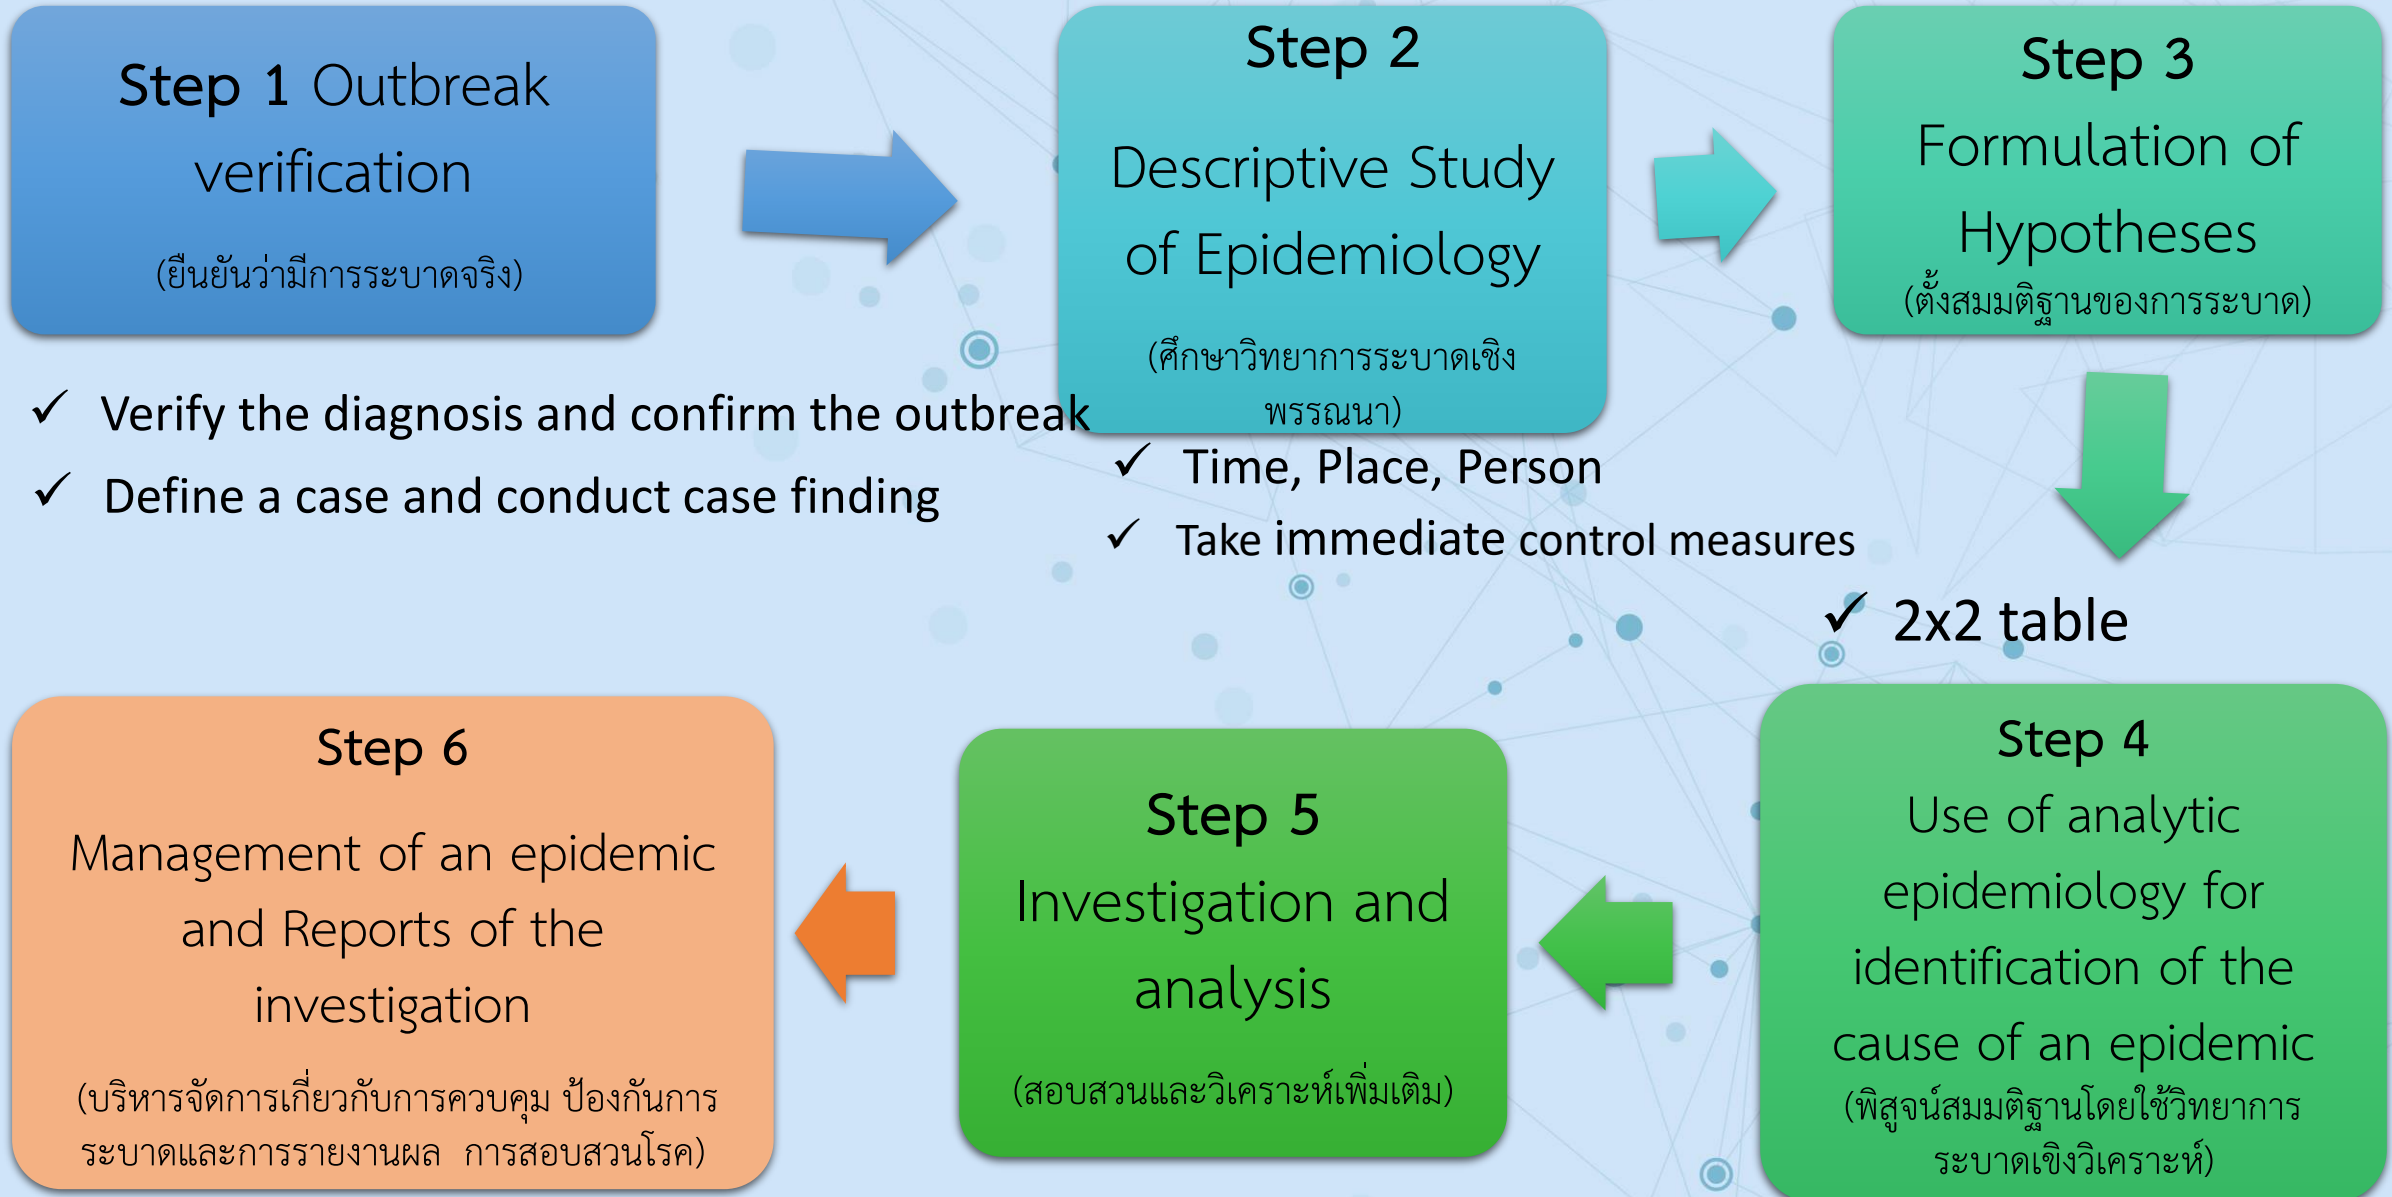 Step 1 Outbreak
verification
(ยืนยันว่ามีการระบาดจริง)
✓ Verify the diagnosis and confirm the outbreak
✓ Define a case and conduct case finding
Step 2
Descriptive Study
of Epidemiology
(ศึกษาวิทยาการระบาดเชิง
พรรณนา)
✓ Time, Place, Person
✓ Take immediate control measures
Step 3
Formulation of
Hypotheses
(ตั้งสมมติฐานของการระบาด)
✓ 2x2 table
Step 4
Use of analytic
epidemiology for
identification of the
cause of an epidemic
(พิสูจน์สมมติฐานโดยใช้วิทยาการ
ระบาดเชิงวิเคราะห์)
Step 5
Investigation and
analysis
(สอบสวนและวิเคราะห์เพิ่มเติม)
Step 6
Management of an epidemic
and Reports of the
investigation
(บริหารจัดการเกี่ยวกับการควบคุม ป้องกันการ
ระบาดและการรายงานผล การสอบสวนโรค)